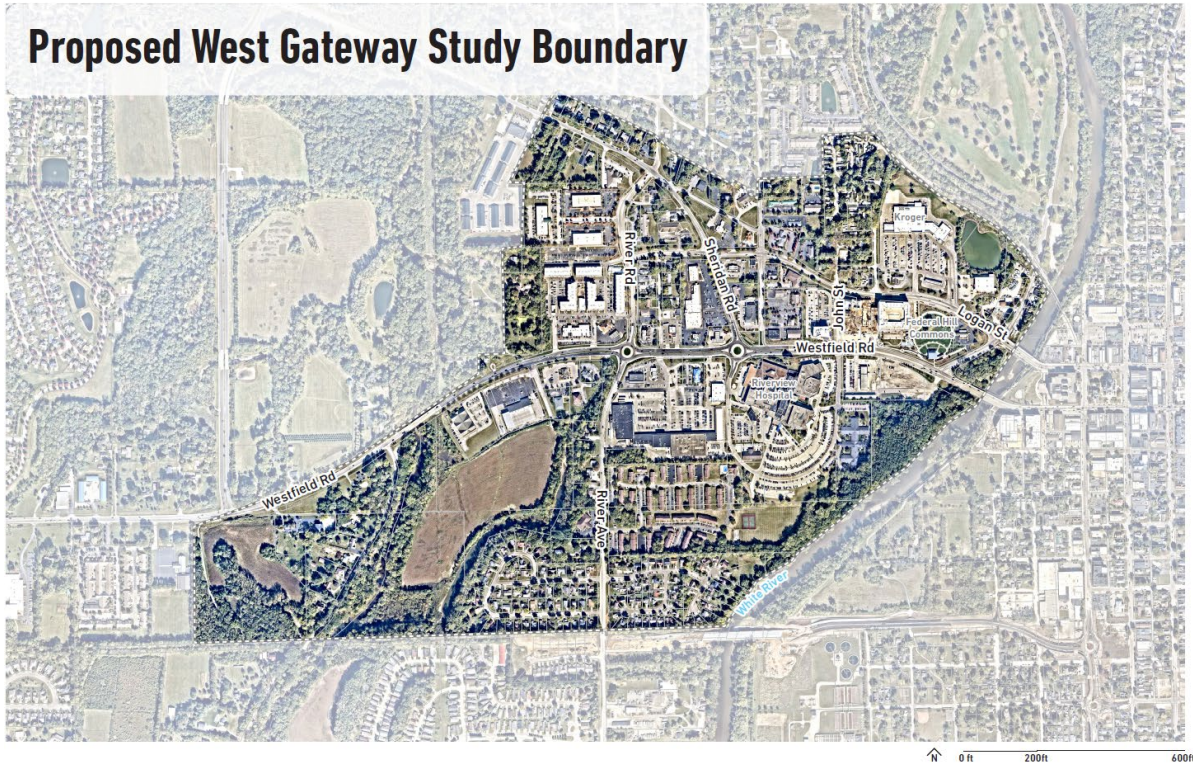 Proposed West Gateway Study Boundary
Kroger
River Rd
Sheridan Rd
John St
Logan St
Federal Hill
Commons
Westfield Rd
Riverview
Hospital
Westfield Rd
River Ave
White River
N
0 ft
200ft
600ft